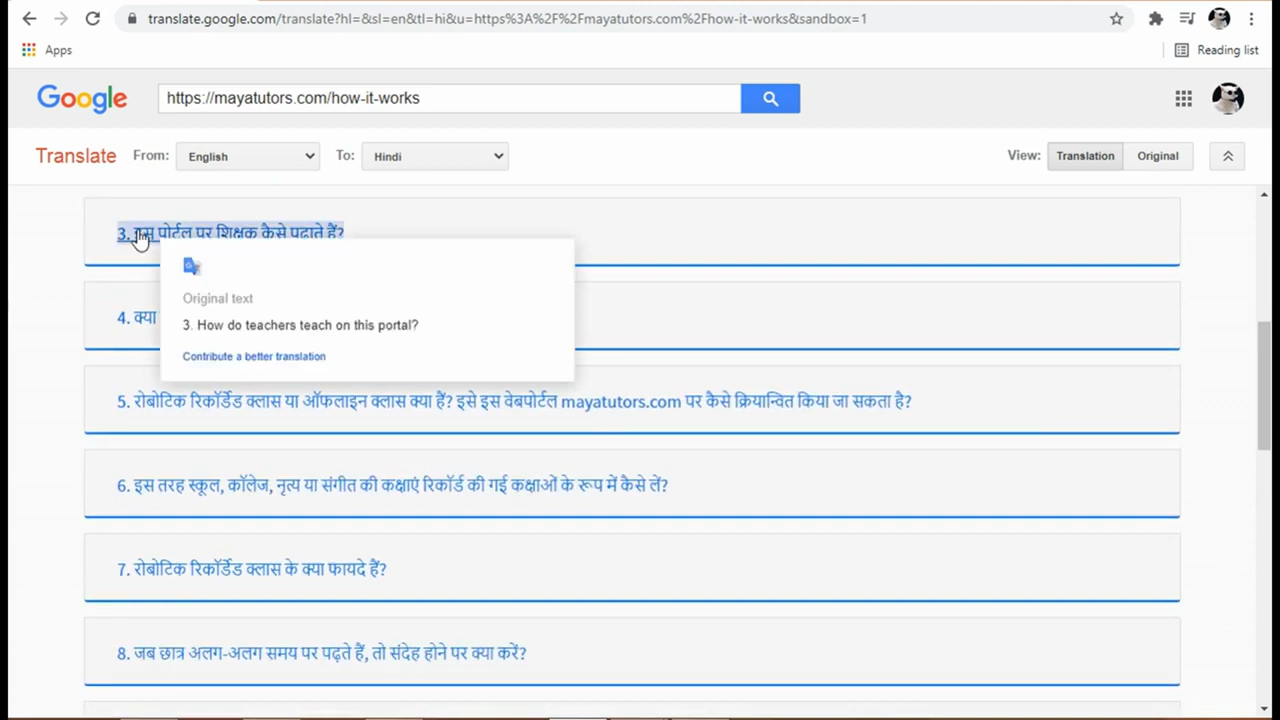 translate.google.com/translate?hl=&sl=en&tl=hi&u=https%3A%2F%2Fmayatutors.com%2Fhow-it-works&sandbox=1
Apps
Reading list
Google
https://mayatutors.com/how-it-works
Translate
From:
English
To:
Hindi
View:
Translation
Original
3. इस पोर्टल पर शिक्षक कैसे पढ़ाते हैं?
Original text
3. How do teachers teach on this portal?
Contribute a better translation
4. क्या
5. रोबोटिक रिकॉर्डेड क्लास या ऑफलाइन क्लास क्या हैं? इसे इस वेबपोर्टल mayatutors.com पर कैसे क्रियान्वित किया जा सकता है?
6. इस तरह स्कूल, कॉलेज, नृत्य या संगीत की कक्षाएं रिकॉर्ड की गई कक्षाओं के रूप में कैसे लें?
7. रोबोटिक रिकॉर्डेड क्लास के क्या फायदे हैं?
8. जब छात्र अलग-अलग समय पर पढ़ते हैं, तो संदेह होने पर क्या करें?